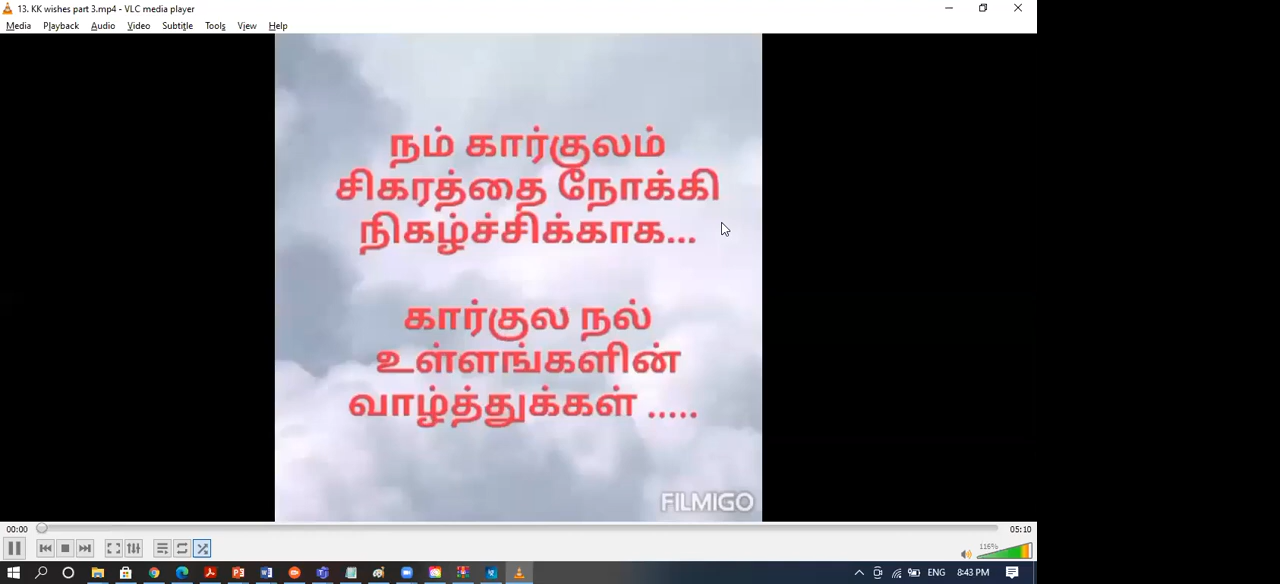 13. KK wishes part 3.mp4 - VLC media player
Media Playback Audio Video Subtitle Tools View Help
நம் கார்குலம்
சிகரத்தை நோக்கி
நிகழ்ச்சிக்காக...
கார்குல நல்
உள்ளங்களின்
வாழ்த்துக்கள் .....
FILMIGO
00:00 05:10
116%
ENG 8:43 PM